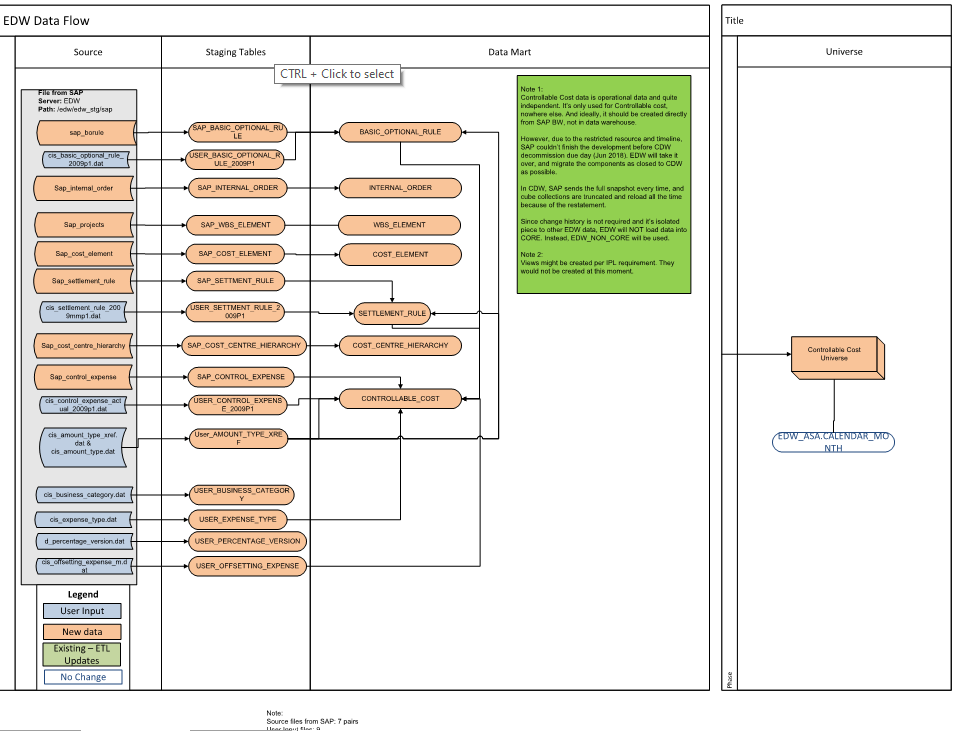 EDW Data Flow
Title
Source
Staging Tables
Data Mart
Universe
CTRL + Click to select
File from SAP
Server: EDW
Path: /edw/edw_stg/sap
sap_borule
SAP_BASIC_OPTIONAL_RU
LE
BASIC_OPTIONAL_RULE
cis_basic_optional_rule_
2009p1.dat
USER_BASIC_OPTIONAL_R
ULE_2009P1
Sap_internal_order
SAP_INTERNAL_ORDER
INTERNAL_ORDER
Sap_projects
SAP_WBS_ELEMENT
WBS_ELEMENT
Sap_cost_element
SAP_COST_ELEMENT
COST_ELEMENT
Sap_settlement_rule
SAP_SETTMENT_RULE
cis_settlement_rule_200
9mmp1.dat
USER_SETTMENT_RULE_2
009P1
SETTLEMENT_RULE
Sap_cost_centre_hierarchy
SAP_COST_CENTRE_HIERARCHY
COST_CENTRE_HIERARCHY
Sap_control_expense
SAP_CONTROL_EXPENSE
cis_control_expense_act
ual_2009p1.dat
USER_CONTROL_EXPENS
E_2009P1
CONTROLLABLE_COST
cis_amount_type_xref.
dat &
cis_amount_type.dat
User_AMOUNT_TYPE_XRE
F
cis_business_category.dat
USER_BUSINESS_CATEGOR
Y
cis_expense_type.dat
USER_EXPENSE_TYPE
d_percentage_version.dat
USER_PERCENTAGE_VERSION
cis_offsetting_expense_m.d
at
USER_OFFSETTING_EXPENSE
Note 1:
Controllable Cost data is operational data and quite
independent. It's only used for Controllable cost,
nowhere else. And ideally, it should be created directly
from SAP BW, not in data warehouse.
However, due to the restricted resource and timeline,
SAP couldn't finish the development before CDW
decommission due day (Jun 2018). EDW will take it
over, and migrate the components as closed to CDW
as possible.
In CDW, SAP sends the full snapshot every time, and
cube collections are truncated and reload all the time
because of the restatement.
Since change history is not required and it's isolated
piece to other EDW data, EDW will NOT load data into
CORE. Instead, EDW_NON_CORE will be used.
Note 2:
Views might be created per IPL requirement. They
would not be created at this moment.
Controllable Cost
Universe
EDW_ASA.CALENDAR_MO
NTH
Legend
User Input
New data
Existing – ETL
Updates
No Change
Phase
Note:
Source files from SAP: 7 pairs
User Input files: 9